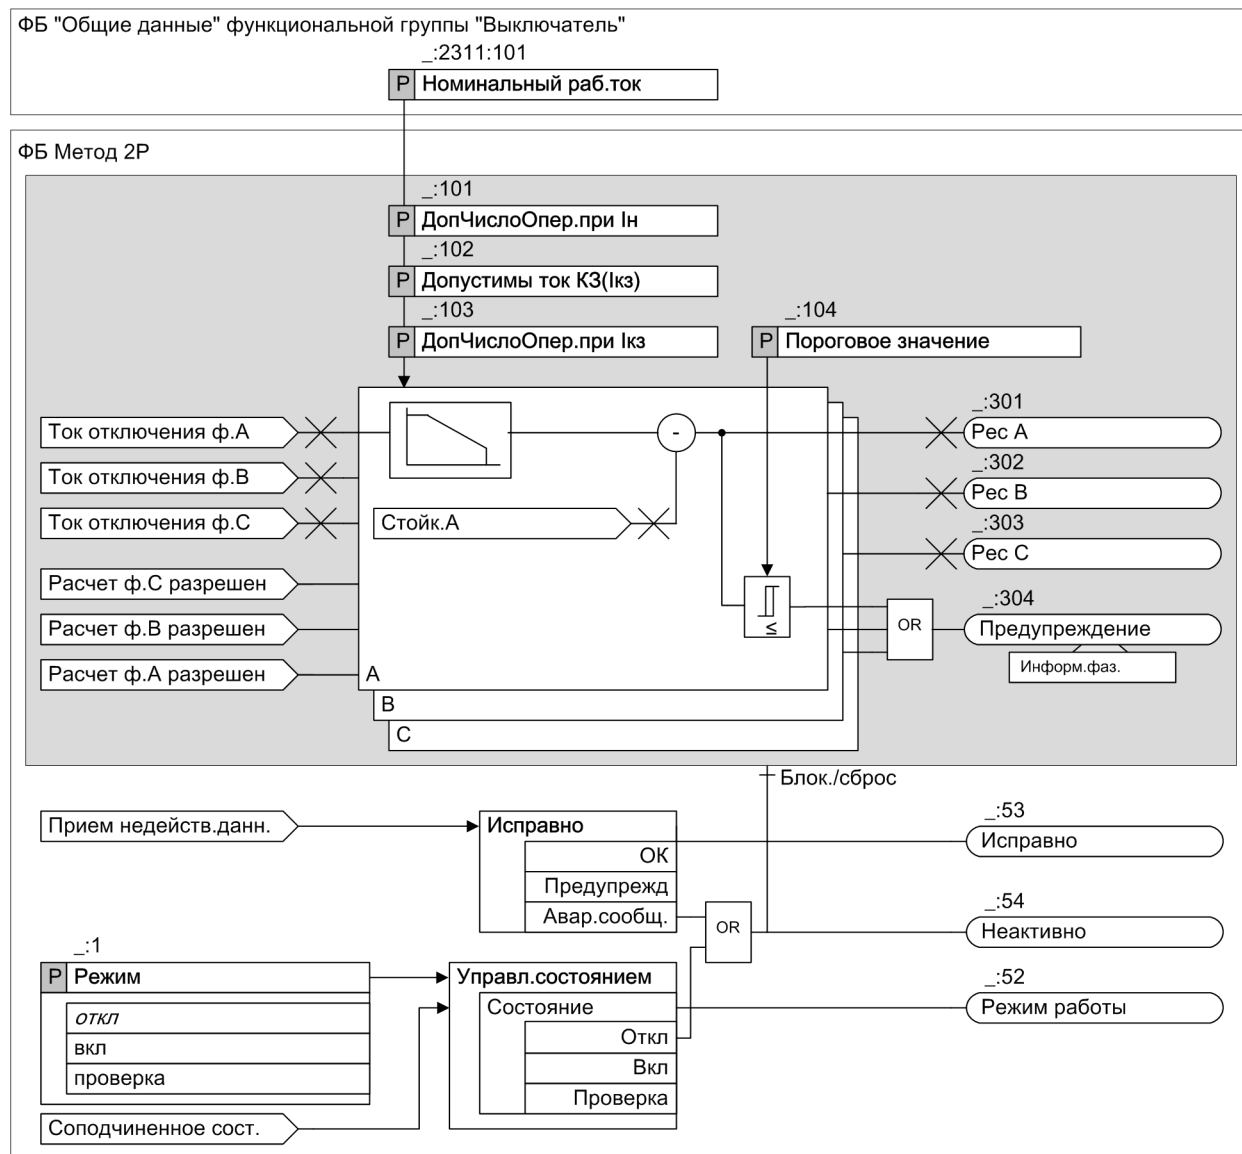 ФБ "Общие данные" функциональной группы "Выключатель"
_:2311:101
P Номинальный раб.ток
ФБ Метод 2P
_:101
P ДопЧислоОпер.при Iн
_:102
P Допустимы ток КЗ(Iкз)
_:103
P ДопЧислоОпер.при Iкз
_:104
P Пороговое значение
Ток отключения ф.A
Ток отключения ф.B
Ток отключения ф.C
Расчет ф.C разрешен
Расчет ф.B разрешен
Расчет ф.A разрешен
-
Стойк.A
≤
A
B
C
OR
_:301
Рес A
_:302
Рес B
_:303
Рес C
_:304
Предупреждение
Информ.фаз.
Блок./сброс
Прием недейств.данн.
Исправно
ОК
Предупрежд
Авар.сообщ.
OR
_:53
Исправно
_:54
Неактивно
_:1
P Режим
откл
вкл
проверка
Соподчиненное сост.
Управл.состоянием
Состояние
Откл
Вкл
Проверка
_:52
Режим работы